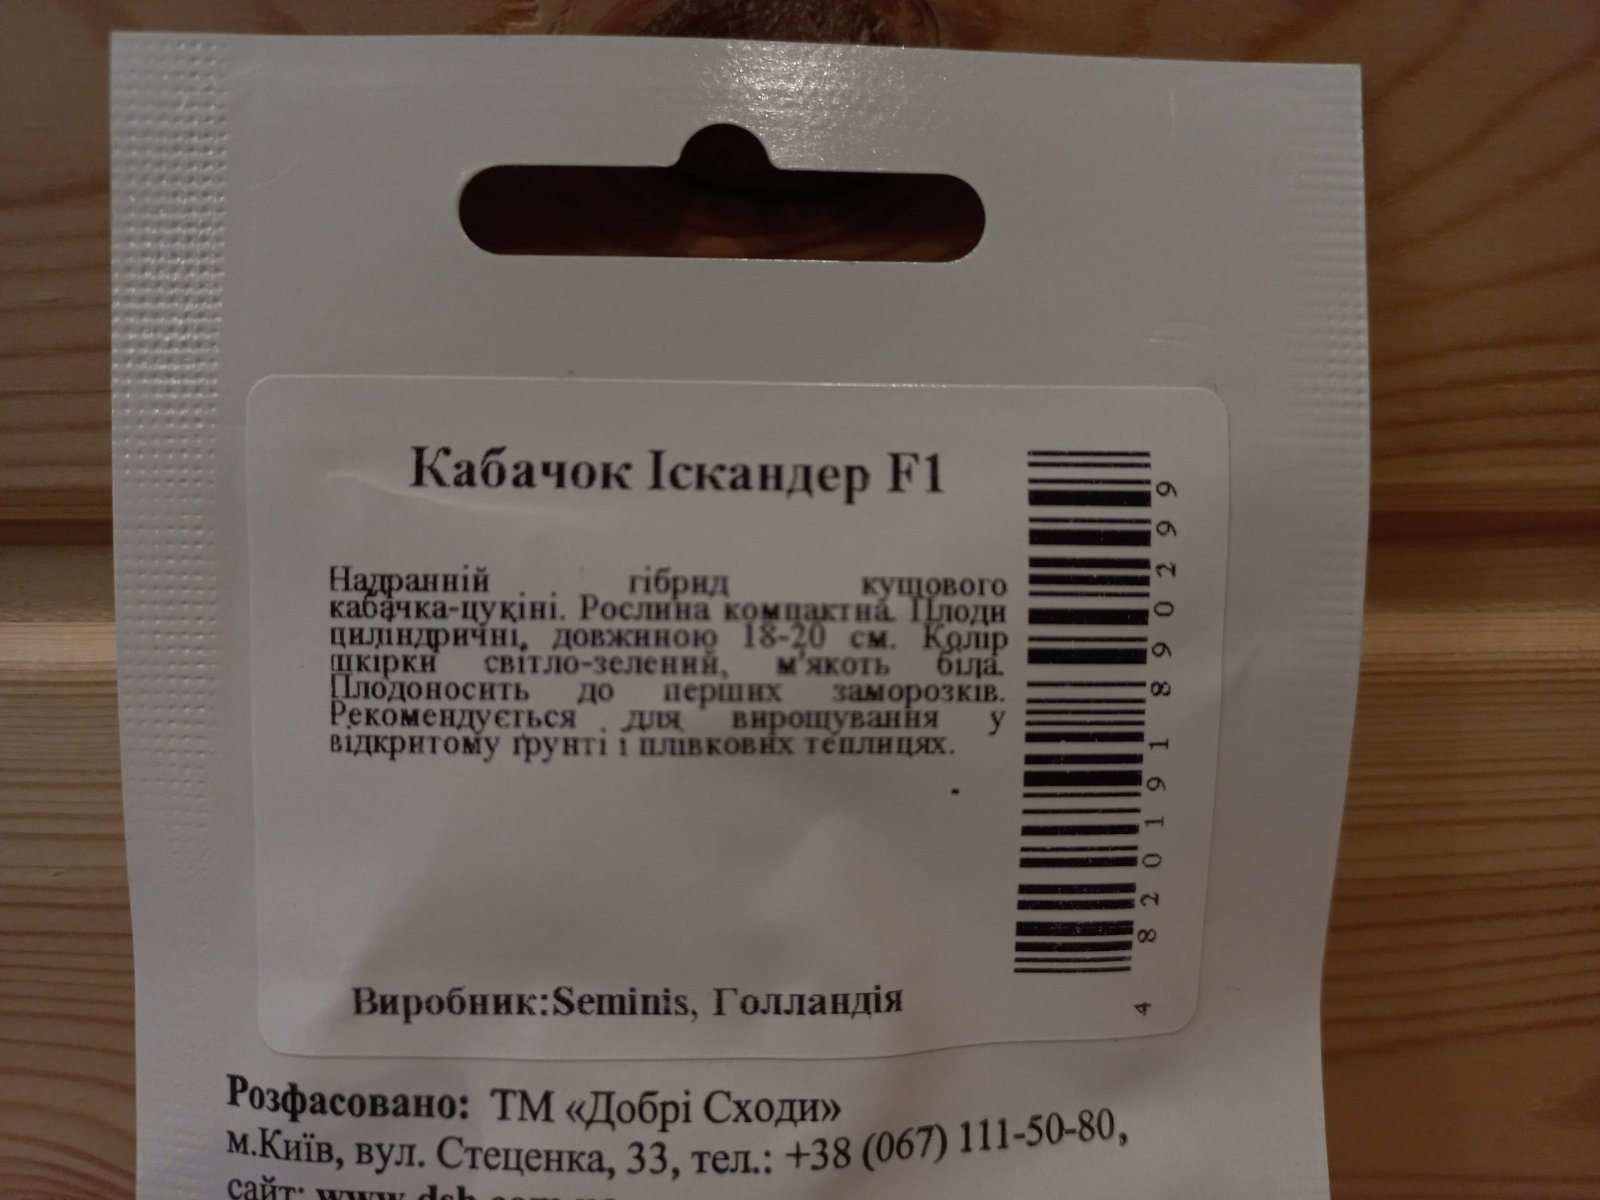 Кабачок Іскандер F1
Надранній гібрид кущового
кабачка-цукіні. Рослина компактна. Плоди
циліндричні, довжиною 18-20 см. Колір
шкірки світло-зелений, м'якоть біла.
Плодоносить до перших заморозків.
Рекомендується для вирощування у
відкритому ґрунті і плівкових теплицях.
Виробник:Seminis, Голландія
4 820191 890299
Розфасовано: ТМ «Добрі Сходи»
м.Київ, вул. Стеценка, 33, тел.: +38 (067) 111-50-80,
сайт: